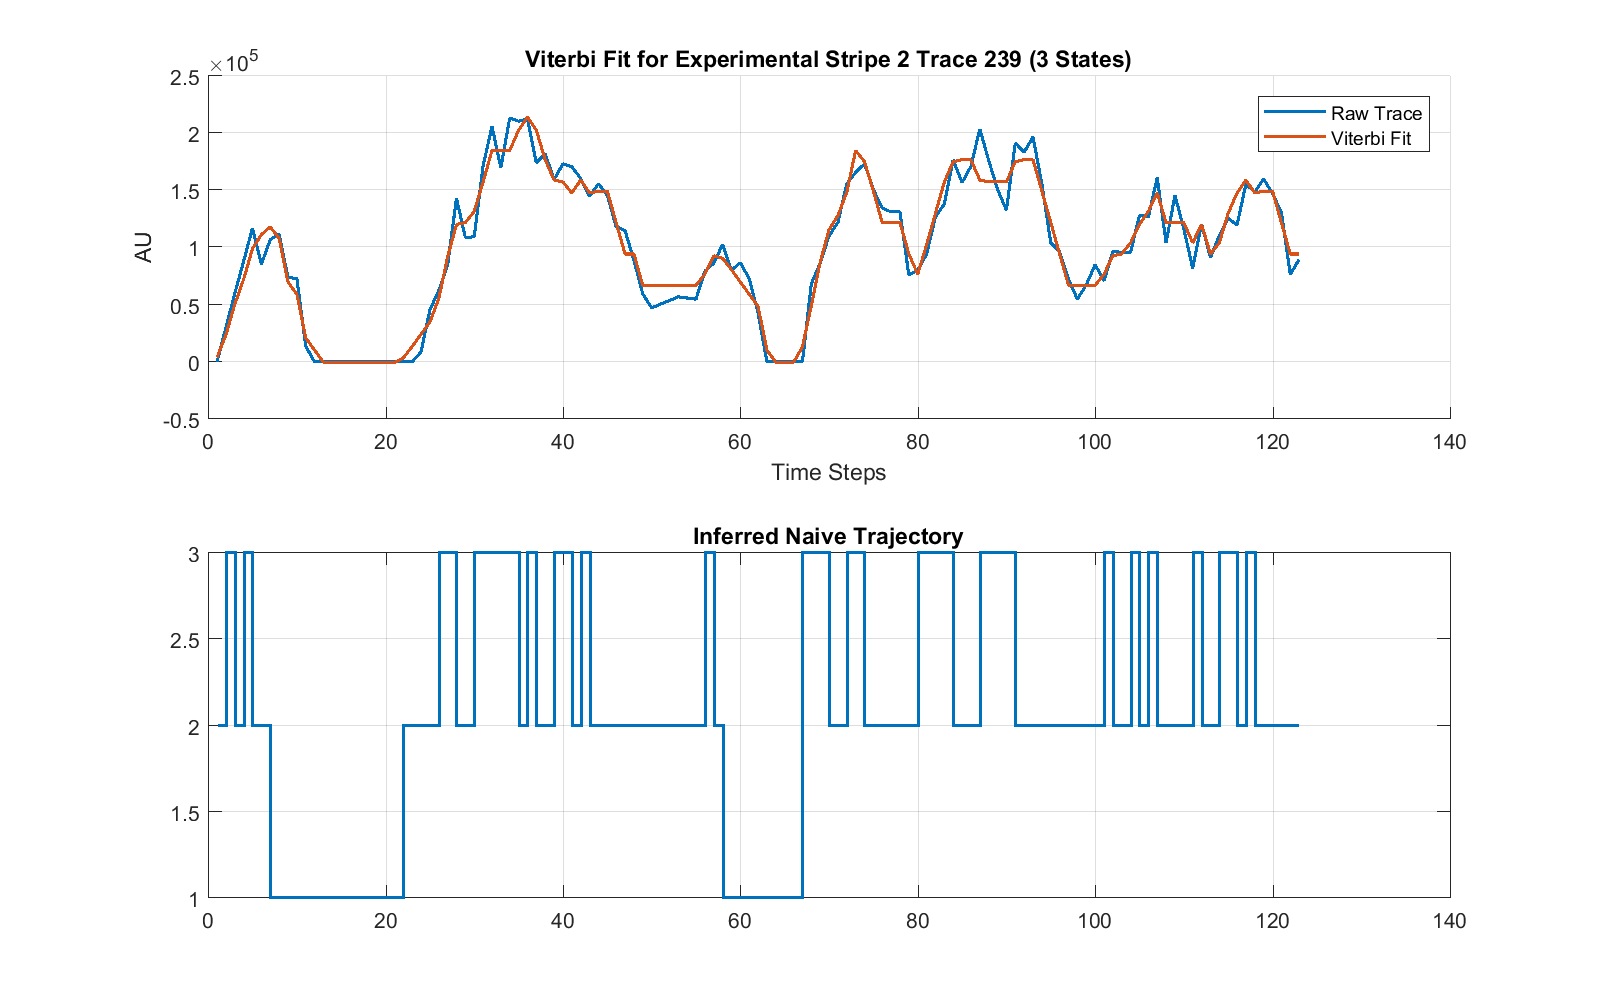 Viterbi Fit for Experimental Stripe 2 Trace 239 (3 States)
×10⁵
2.5
2
1.5
1
0.5
0
-0.5
AU
Raw Trace
Viterbi Fit
0 20 40 60 80 100 120 140
Time Steps
Inferred Naive Trajectory
3
2.5
2
1.5
1
0 20 40 60 80 100 120 140